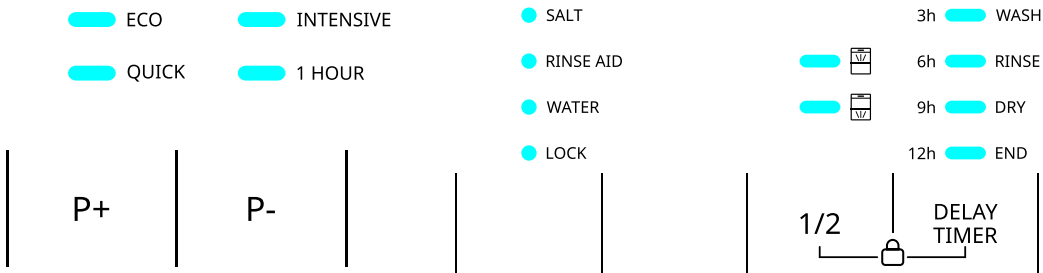 ECO
INTENSIVE
SALT
3h WASH
QUICK
1 HOUR
RINSE AID
6h RINSE
WATER
9h DRY
LOCK
12h END
P+
P-
1/2
DELAY
TIMER